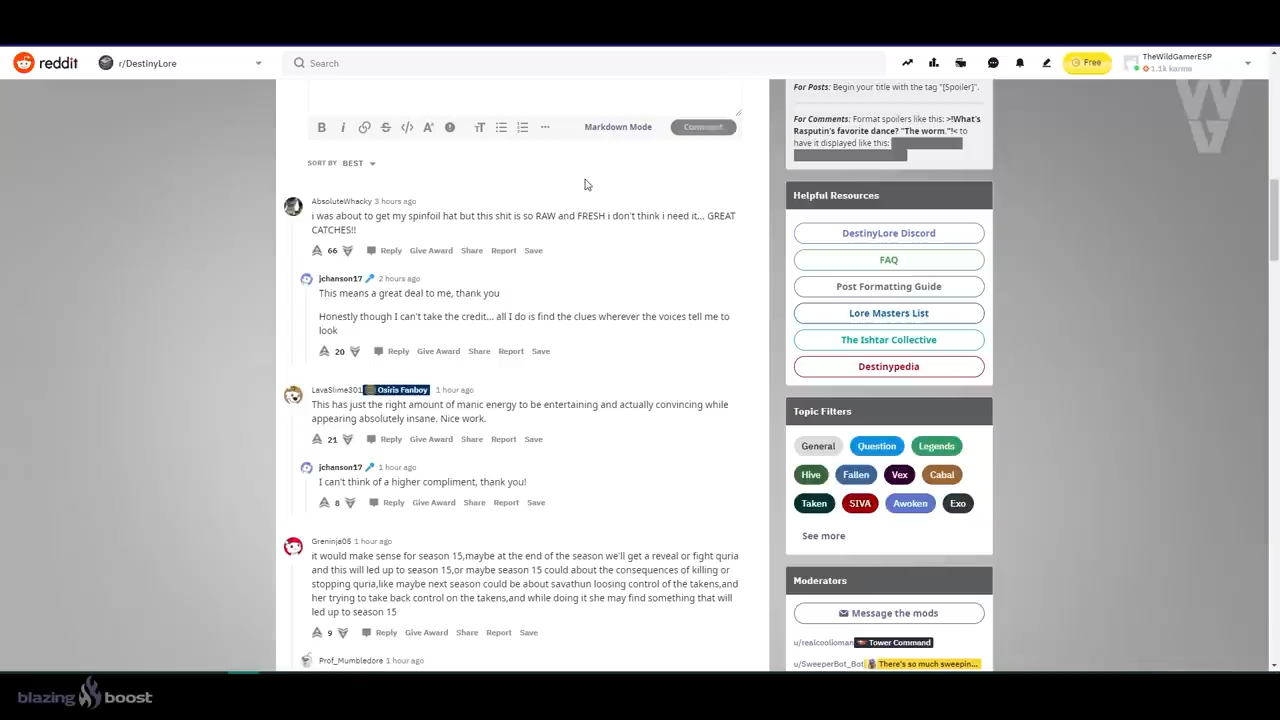 reddit
r/DestinyLore
Search
Free
TheWildGamerESP
1.1k karma
For Posts: Begin your title with the tag "[Spoiler]".
For Comments: Format spoilers like this: >!What's
Rasputin's favorite dance? "The worm."!< to
have it displayed like this:
B i Markdown Mode Comment
SORT BY BEST
AbsoluteWhacky 3 hours ago
i was about to get my spinfoil hat but this shit is so RAW and FRESH i don't think i need it... GREAT
CATCHES!!
66 Reply Give Award Share Report Save
jchanson17 2 hours ago
This means a great deal to me, thank you
Honestly though I can't take the credit... all I do is find the clues wherever the voices tell me to
look
20 Reply Give Award Share Report Save
LavaSlime301 Osiris Fanboy 1 hour ago
This has just the right amount of manic energy to be entertaining and actually convincing while
appearing absolutely insane. Nice work.
21 Reply Give Award Share Report Save
jchanson17 1 hour ago
I can't think of a higher compliment, thank you!
8 Reply Give Award Share Report Save
Greninja05 1 hour ago
it would make sense for season 15,maybe at the end of the season we'll get a reveal or fight quria
and this will led up to season 15,or maybe season 15 could about the consequences of killing or
stopping quria,like maybe next season could be about savathun loosing control of the takens,and
her trying to take back control on the takens,and while doing it she may find something that will
led up to season 15
9 Reply Give Award Share Report Save
Prof_Mumbledore 1 hour ago
Helpful Resources
DestinyLore Discord
FAQ
Post Formatting Guide
Lore Masters List
The Ishtar Collective
Destinypedia
Topic Filters
General Question Legends
Hive Fallen Vex Cabal
Taken SIVA Awoken Exo
See more
Moderators
Message the mods
u/realcoolioman Tower Command
u/SweeperBot_Bot There's so much sweepin...
blazing boost